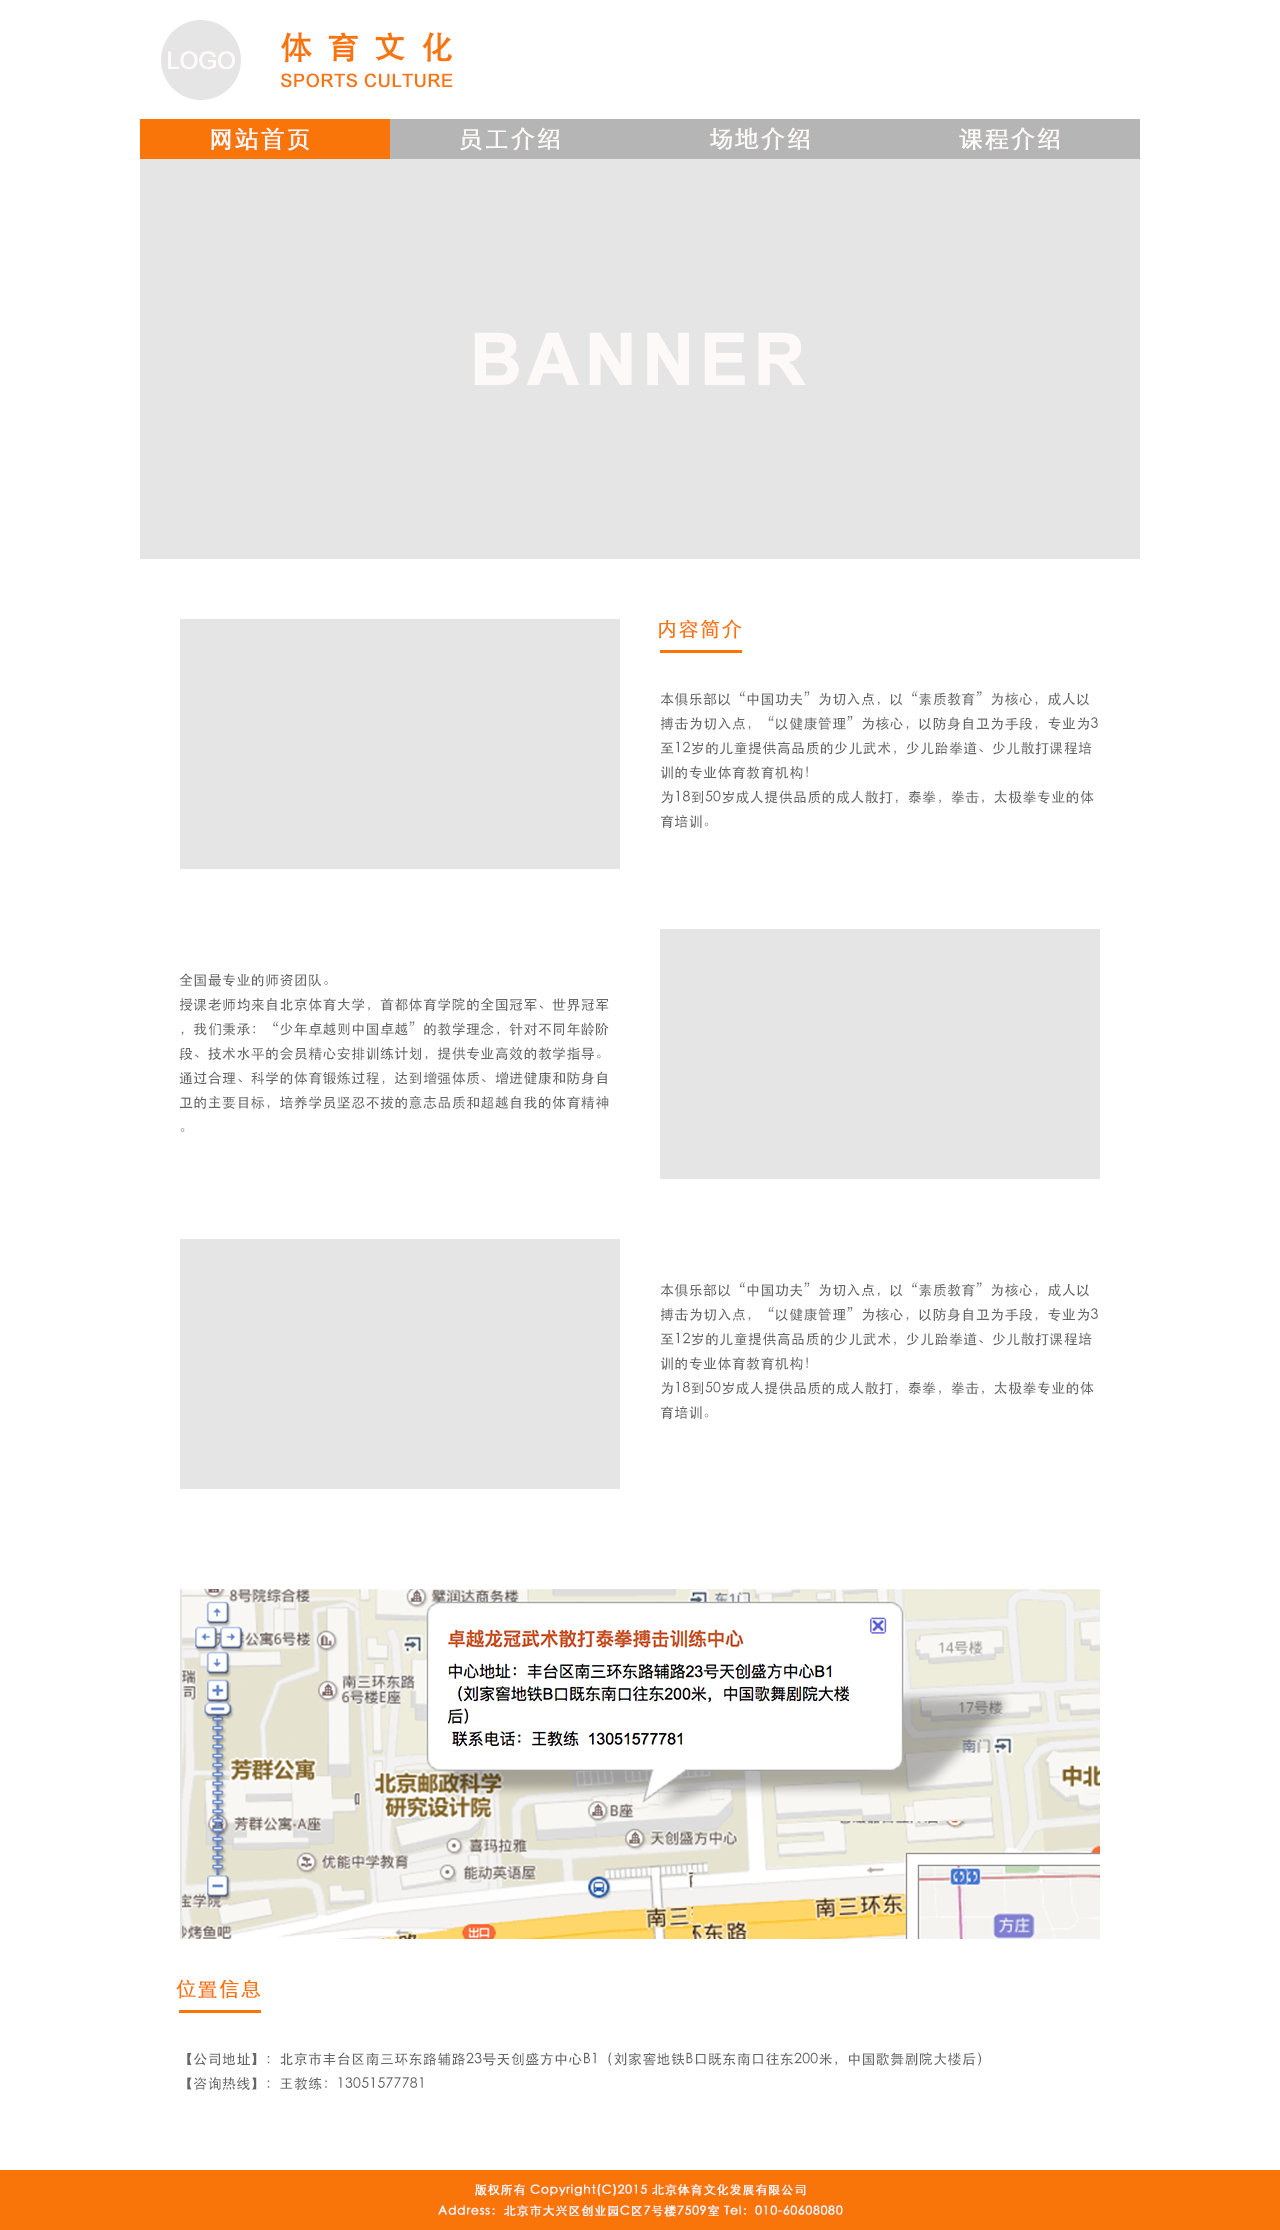 LOGO
体育文化
SPORTS CULTURE
网站首页 员工介绍 场地介绍 课程介绍
BANNER
内容简介
本俱乐部以“中国功夫”为切入点，以“素质教育”为核心，成人以
搏击为切入点，“以健康管理”为核心，以防身自卫为手段，专业为3
至12岁的儿童提供高品质的少儿武术，少儿跆拳道、少儿散打课程培
训的专业体育教育机构！
为18到50岁成人提供品质的成人散打，泰拳，拳击，太极拳专业的体
育培训。
全国最专业的师资团队。
授课老师均来自北京体育大学，首都体育学院的全国冠军、世界冠军
，我们秉承：“少年卓越则中国卓越”的教学理念，针对不同年龄阶
段、技术水平的会员精心安排训练计划，提供专业高效的教学指导。
通过合理、科学的体育锻炼过程，达到增强体质、增进健康和防身自
卫的主要目标，培养学员坚忍不拔的意志品质和超越自我的体育精神
。
本俱乐部以“中国功夫”为切入点，以“素质教育”为核心，成人以
搏击为切入点，“以健康管理”为核心，以防身自卫为手段，专业为3
至12岁的儿童提供高品质的少儿武术，少儿跆拳道、少儿散打课程培
训的专业体育教育机构！
为18到50岁成人提供品质的成人散打，泰拳，拳击，太极拳专业的体
育培训。
8号院综合楼
擘润达商务楼
东1门
公寓6号楼
卓越龙冠武术散打泰拳搏击训练中心
14号楼
瑞
司
南三环东路
6号楼E座
中心地址：丰台区南三环东路辅路23号天创盛方中心B1
（刘家窑地铁B口既东南口往东200米，中国歌舞剧院大楼
后）
联系电话：王教练 13051577781
17号楼
南门
芳群公寓
北京邮政科学
研究设计院
中北
B座
芳群公寓-A座
天创盛方中心
喜玛拉雅
优能中学教育
能动英语屋
宝学院
南三环东
南三
环东路
出口
方庄
烤鱼吧
路
位置信息
【公司地址】：北京市丰台区南三环东路辅路23号天创盛方中心B1（刘家窑地铁B口既东南口往东200米，中国歌舞剧院大楼后）
【咨询热线】：王教练：13051577781
版权所有 Copyright(C)2015 北京体育文化发展有限公司
Address：北京市大兴区创业园C区7号楼7509室 Tel：010-60608080